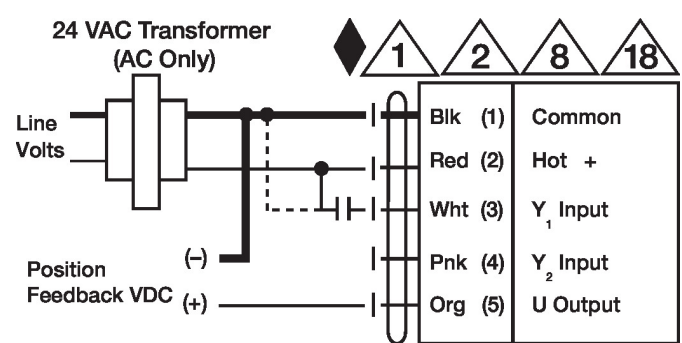 24 VAC Transformer
(AC Only)
1 2 8 18
Line
Volts
Blk (1) Common
Red (2) Hot +
Wht (3) Y1 Input
Pnk (4) Y2 Input
Org (5) U Output
Position
Feedback VDC
(–)
(+)